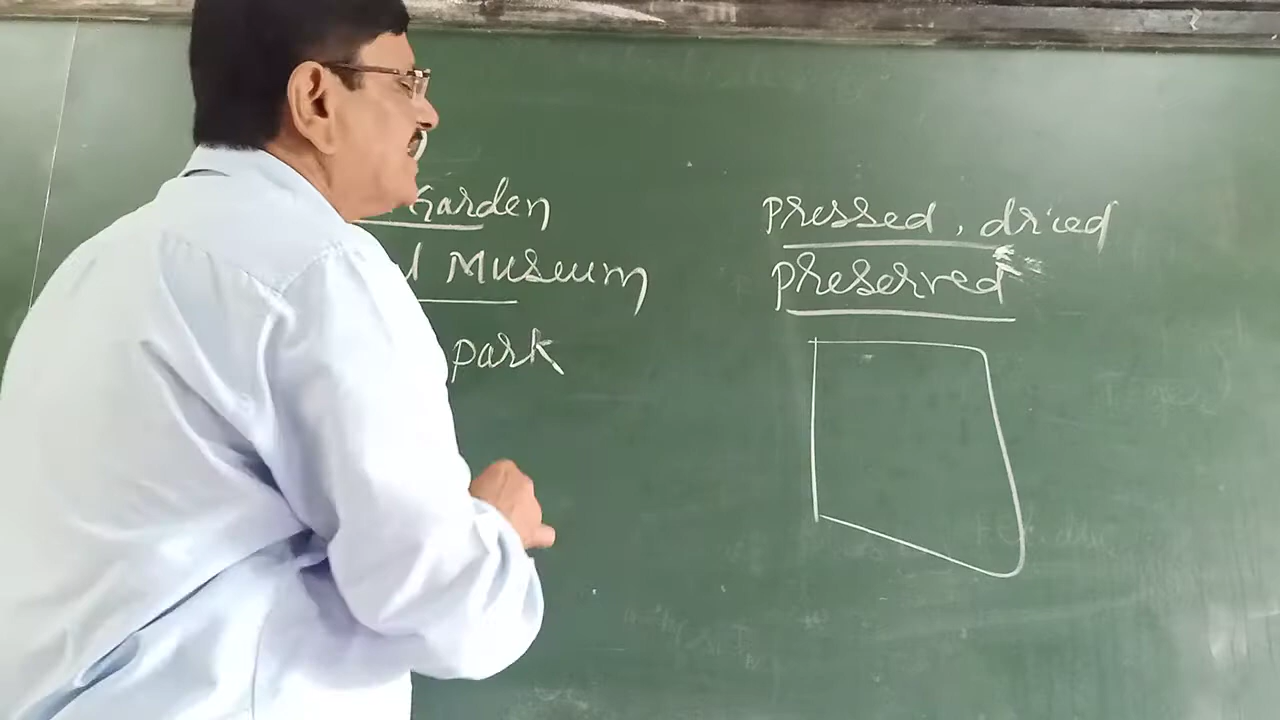 Garden
Museum
park
pressed, dried
preserved